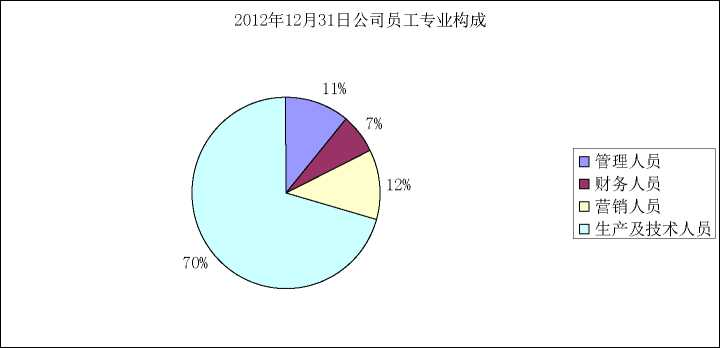 2012年12月31日公司员工专业构成
11%
7%
12%
70%
管理人员
财务人员
营销人员
生产及技术人员